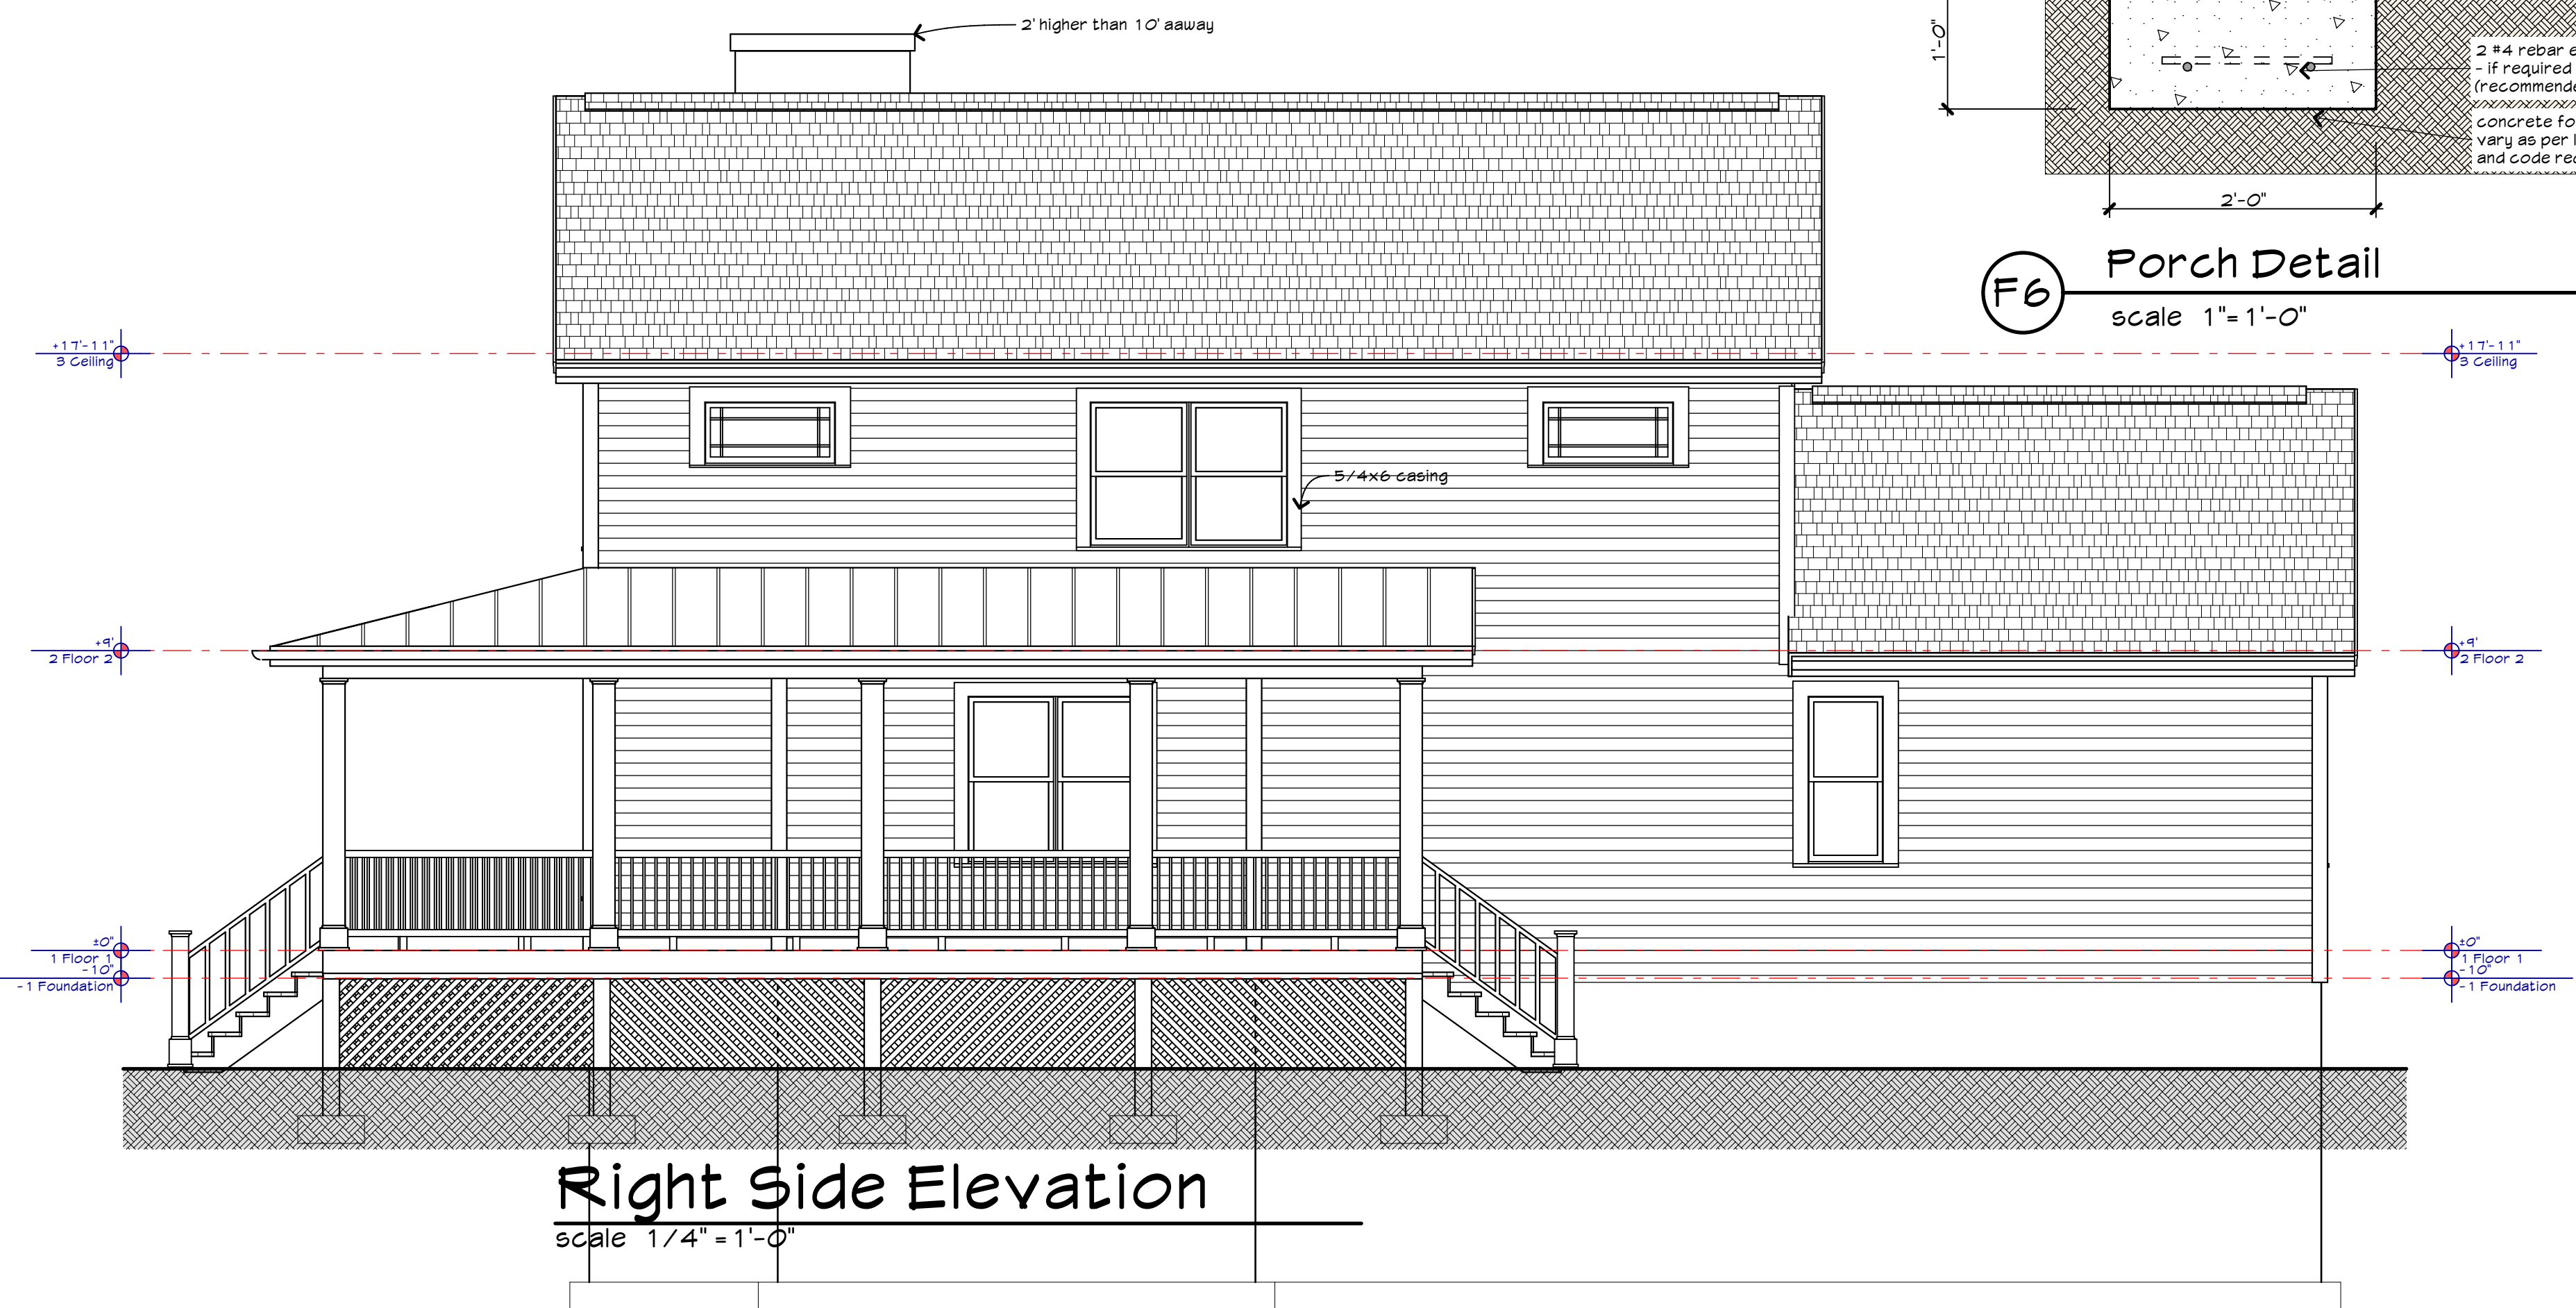 2' higher than 10' aaway
1'-0"
2 #4 rebar
- if required
concrete
vary as per
and code
2'-0"
F6
Porch Detail
scale 1"= 1'-0"
+17'-11"
3 Ceiling
+17'-11"
3 Ceiling
5/4x6 casing
+9'
2 Floor 2
+9'
2 Floor 2
±0"
1 Floor 1
-10"
-1 Foundation
±0"
1 Floor 1
-10"
-1 Foundation
Right Side Elevation
scale 1/4" = 1'-0"